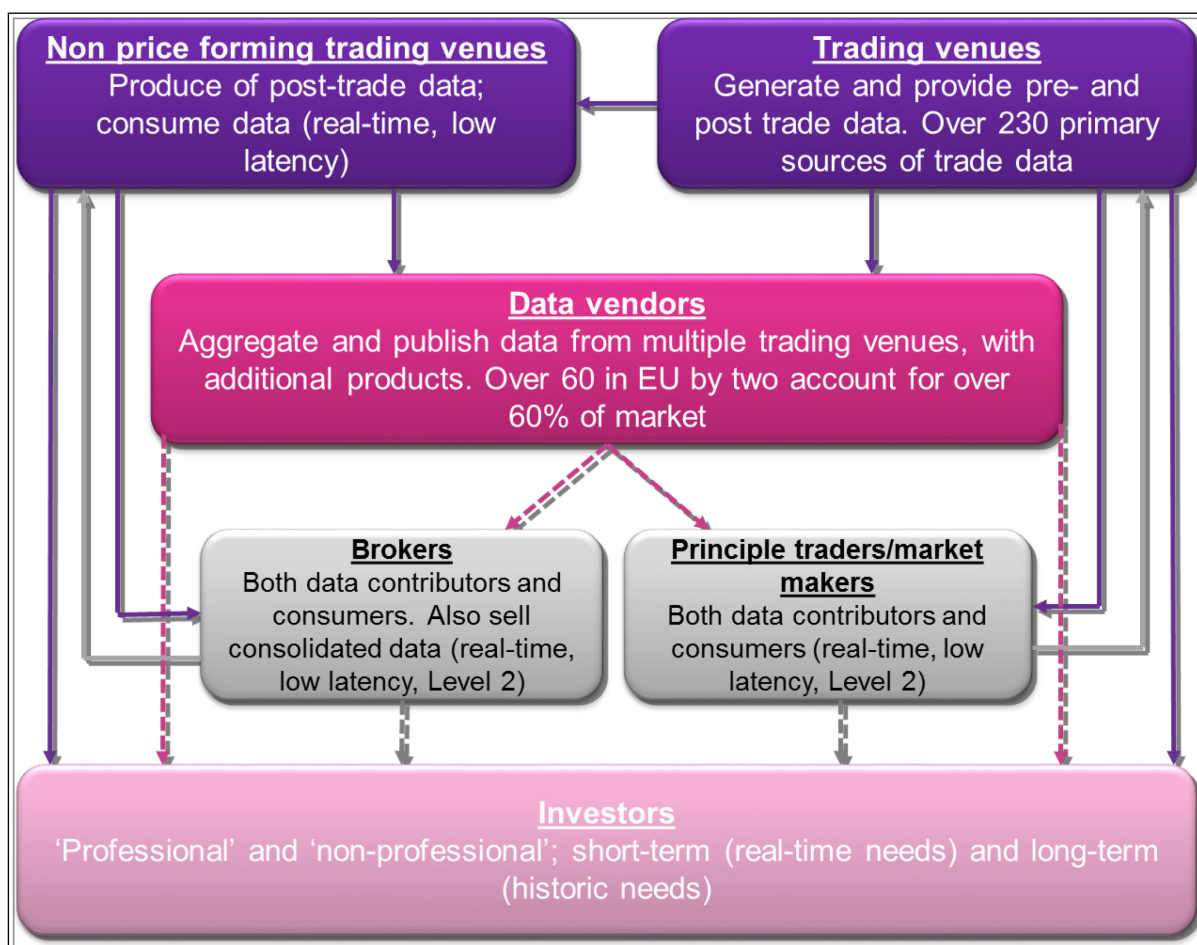 Non price forming trading venues
Produce of post-trade data;
consume data (real-time, low
latency)
Trading venues
Generate and provide pre- and
post trade data. Over 230 primary
sources of trade data
Data vendors
Aggregate and publish data from multiple trading venues, with
additional products. Over 60 in EU by two account for over
60% of market
Brokers
Both data contributors and
consumers. Also sell
consolidated data (real-time,
low latency, Level 2)
Principle traders/market
makers
Both data contributors and
consumers (real-time, low
latency, Level 2)
Investors
‘Professional’ and ‘non-professional’; short-term (real-time needs) and long-term
(historic needs)